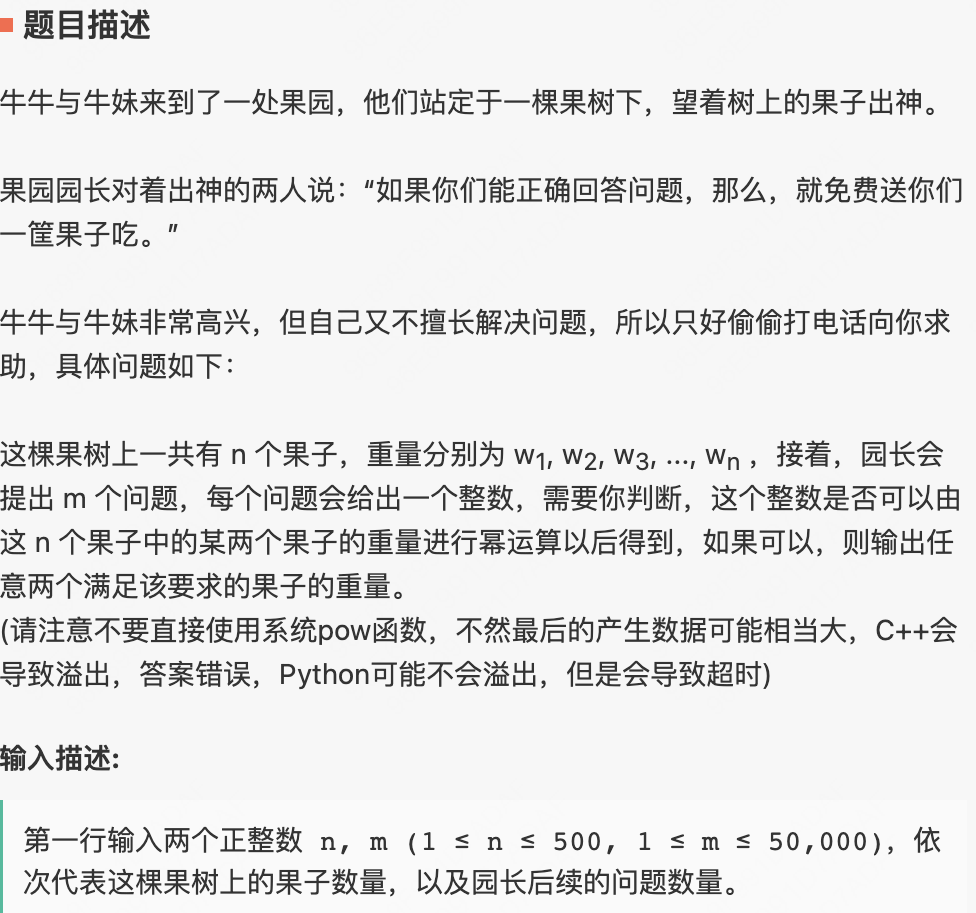 题目描述
牛牛与牛妹来到了一处果园，他们站定于一棵果树下，望着树上的果子出神。
果园园长对着出神的两人说：“如果你们能正确回答问题，那么，就免费送你们
一筐果子吃。”
牛牛与牛妹非常高兴，但自己又不擅长解决问题，所以只好偷偷打电话向你求
助，具体问题如下：
这棵果树上一共有 n 个果子，重量分别为 w₁, w₂, w₃, ..., wₙ ，接着，园长会
提出 m 个问题，每个问题会给出一个整数，需要你判断，这个整数是否可以由
这 n 个果子中的某两个果子的重量进行幂运算以后得到，如果可以，则输出任
意两个满足该要求的果子的重量。
(请注意不要直接使用系统pow函数，不然最后的产生数据可能相当大，C++会
导致溢出，答案错误，Python可能不会溢出，但是会导致超时)
输入描述:
第一行输入两个正整数 n, m (1 ≤ n ≤ 500, 1 ≤ m ≤ 50,000)，依
次代表这棵果树上的果子数量，以及园长后续的问题数量。